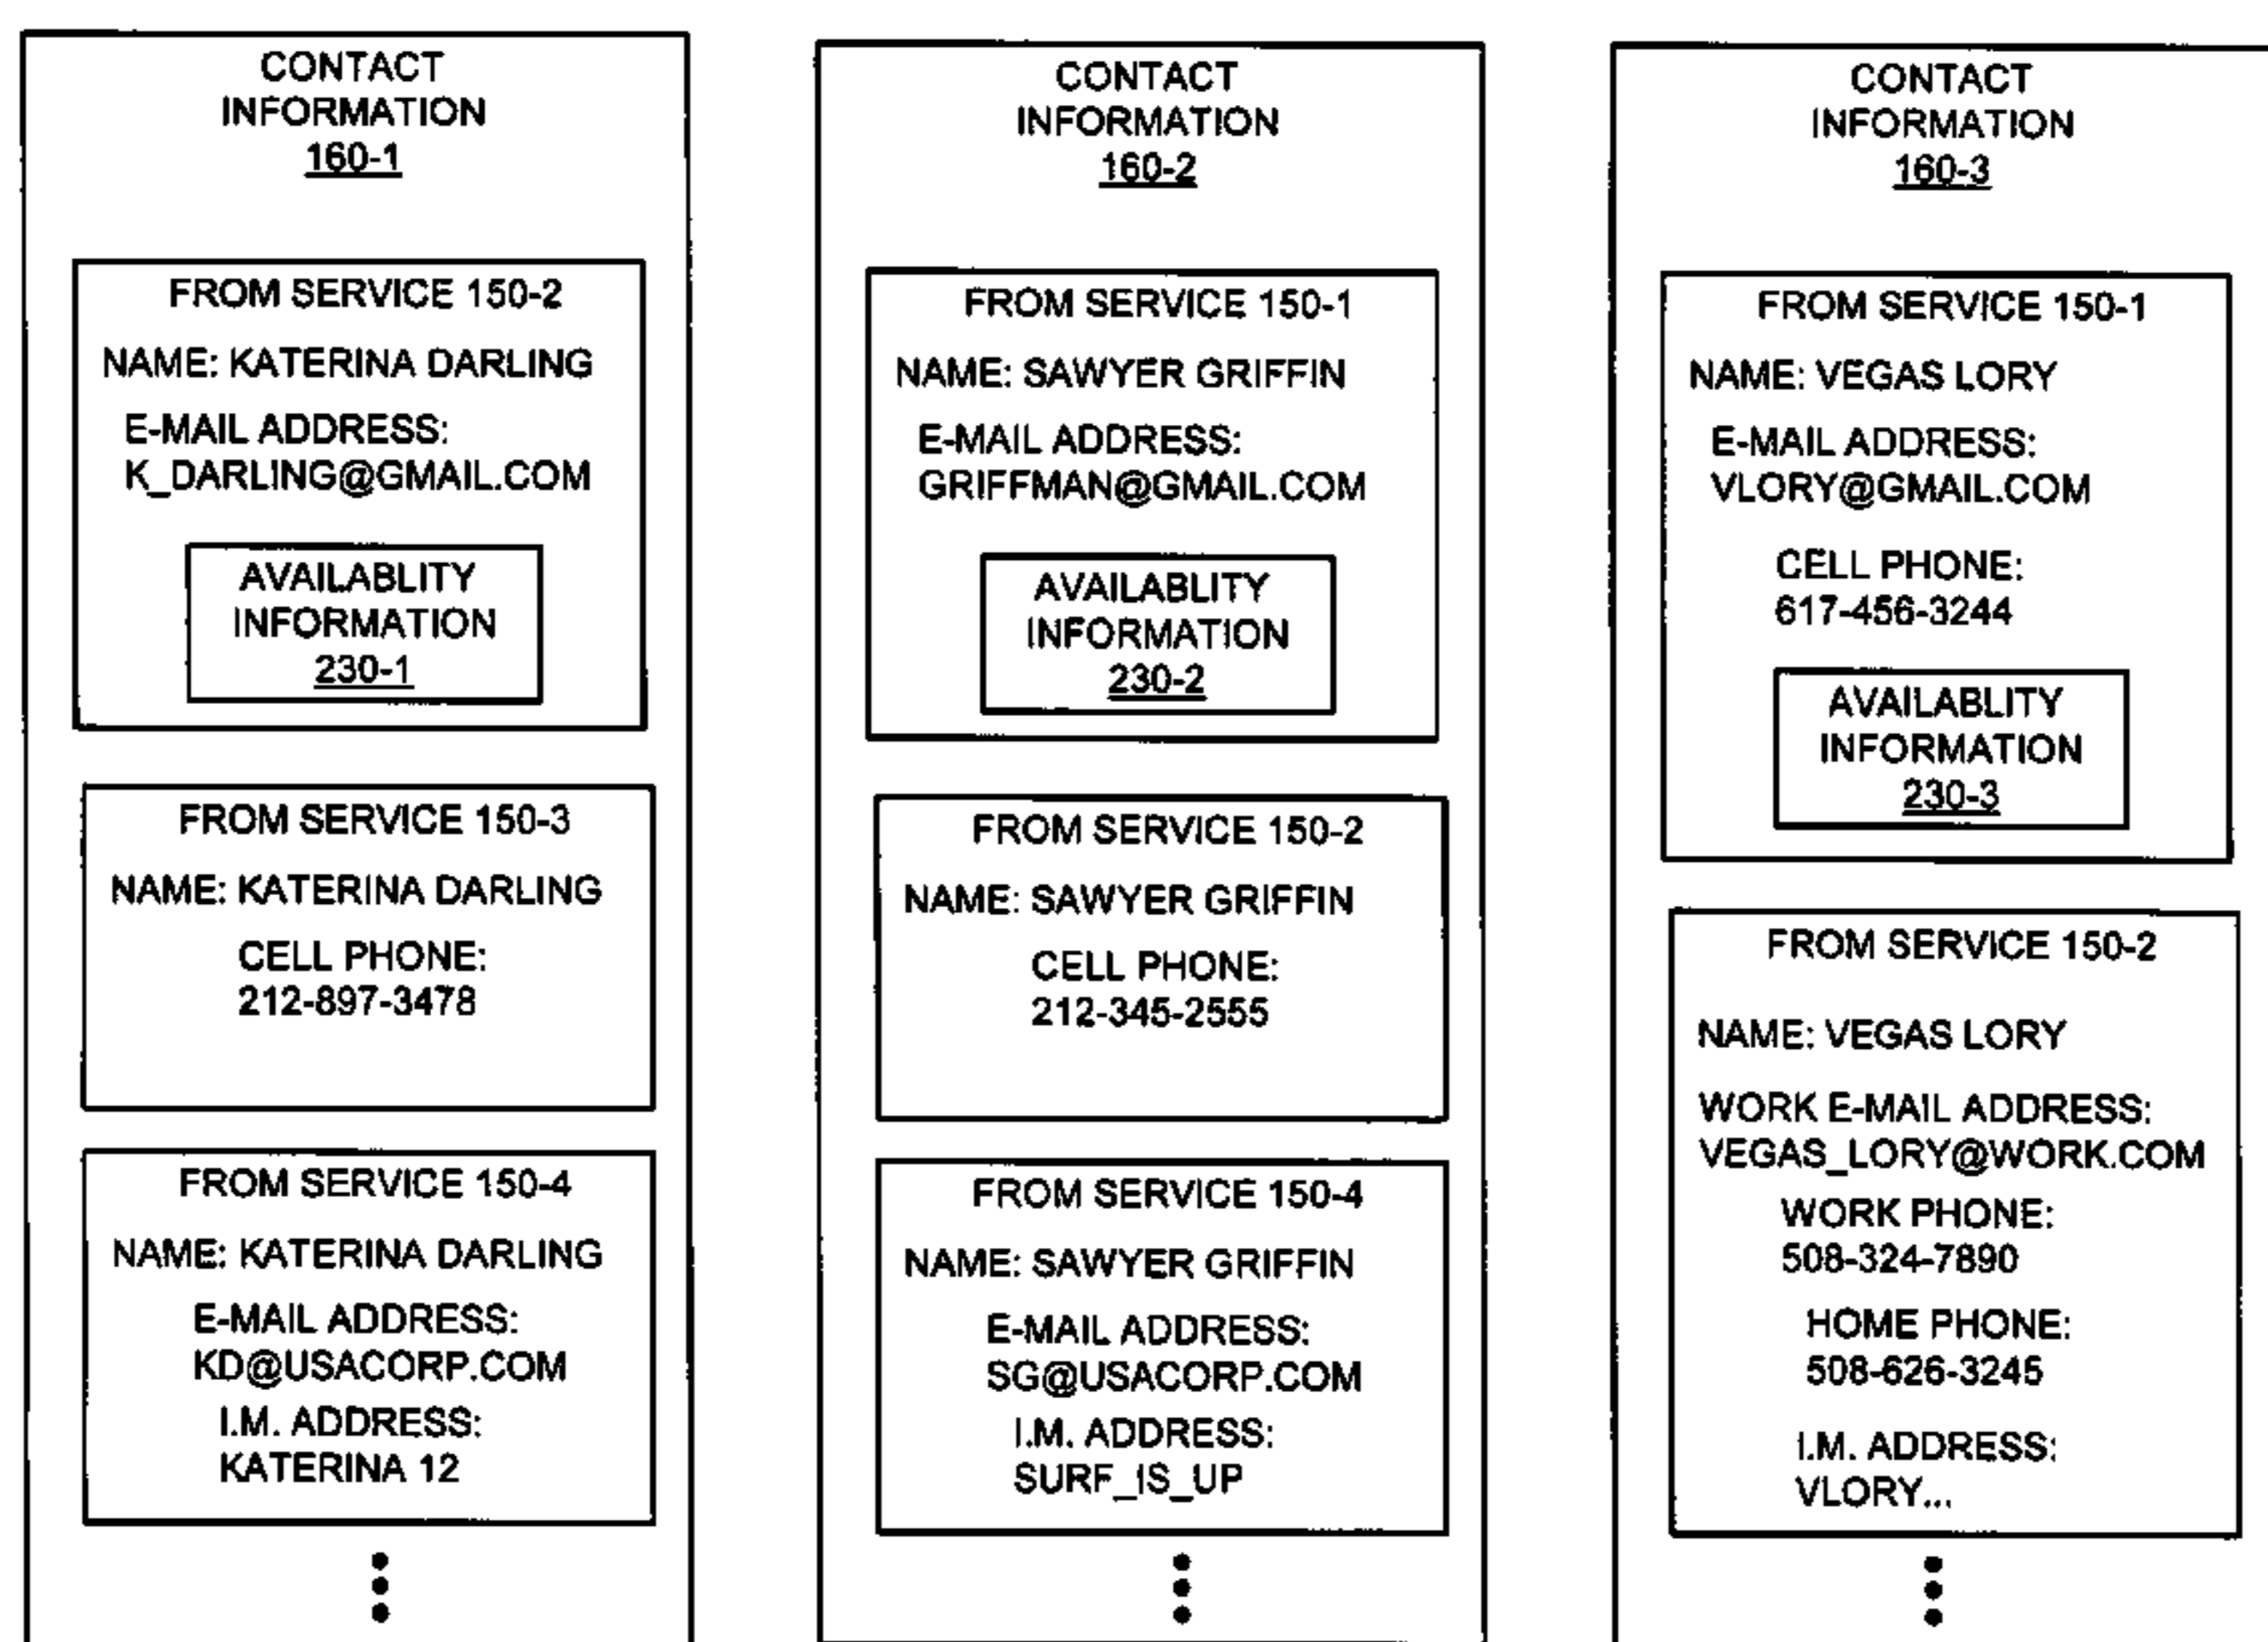 CONTACT
INFORMATION
160-1
FROM SERVICE 150-2
NAME: KATERINA DARLING
E-MAIL ADDRESS:
K_DARLING@GMAIL.COM
AVAILABLITY
INFORMATION
230-1
FROM SERVICE 150-3
NAME: KATERINA DARLING
CELL PHONE:
212-897-3478
FROM SERVICE 150-4
NAME: KATERINA DARLING
E-MAIL ADDRESS:
KD@USACORP.COM
I.M. ADDRESS:
KATERINA 12
CONTACT
INFORMATION
160-2
FROM SERVICE 150-1
NAME: SAWYER GRIFFIN
E-MAIL ADDRESS:
GRIFFMAN@GMAIL.COM
AVAILABLITY
INFORMATION
230-2
FROM SERVICE 150-2
NAME: SAWYER GRIFFIN
CELL PHONE:
212-345-2555
FROM SERVICE 150-4
NAME: SAWYER GRIFFIN
E-MAIL ADDRESS:
SG@USACORP.COM
I.M. ADDRESS:
SURF_IS_UP
CONTACT
INFORMATION
160-3
FROM SERVICE 150-1
NAME: VEGAS LORY
E-MAIL ADDRESS:
VLORY@GMAIL.COM
CELL PHONE:
617-456-3244
AVAILABLITY
INFORMATION
230-3
FROM SERVICE 150-2
NAME: VEGAS LORY
WORK E-MAIL ADDRESS:
VEGAS_LORY@WORK.COM
WORK PHONE:
508-324-7890
HOME PHONE:
508-626-3245
I.M. ADDRESS:
VLORY...